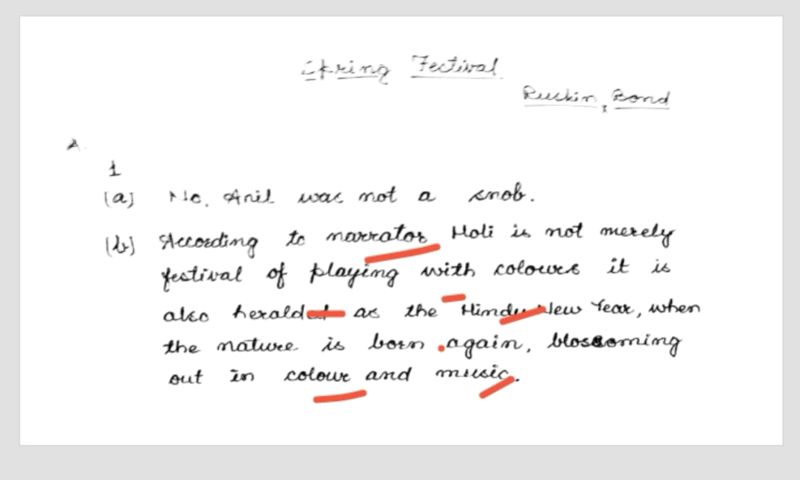 Spring Festival
Ruskin Bond
A.
1
(a) No, Anil was not a snob.
(b) According to narrator Holi is not merely
festival of playing with colours it is
also heralded as the Hindu New Year, when
the nature is born again, blossoming
out in colour and music.